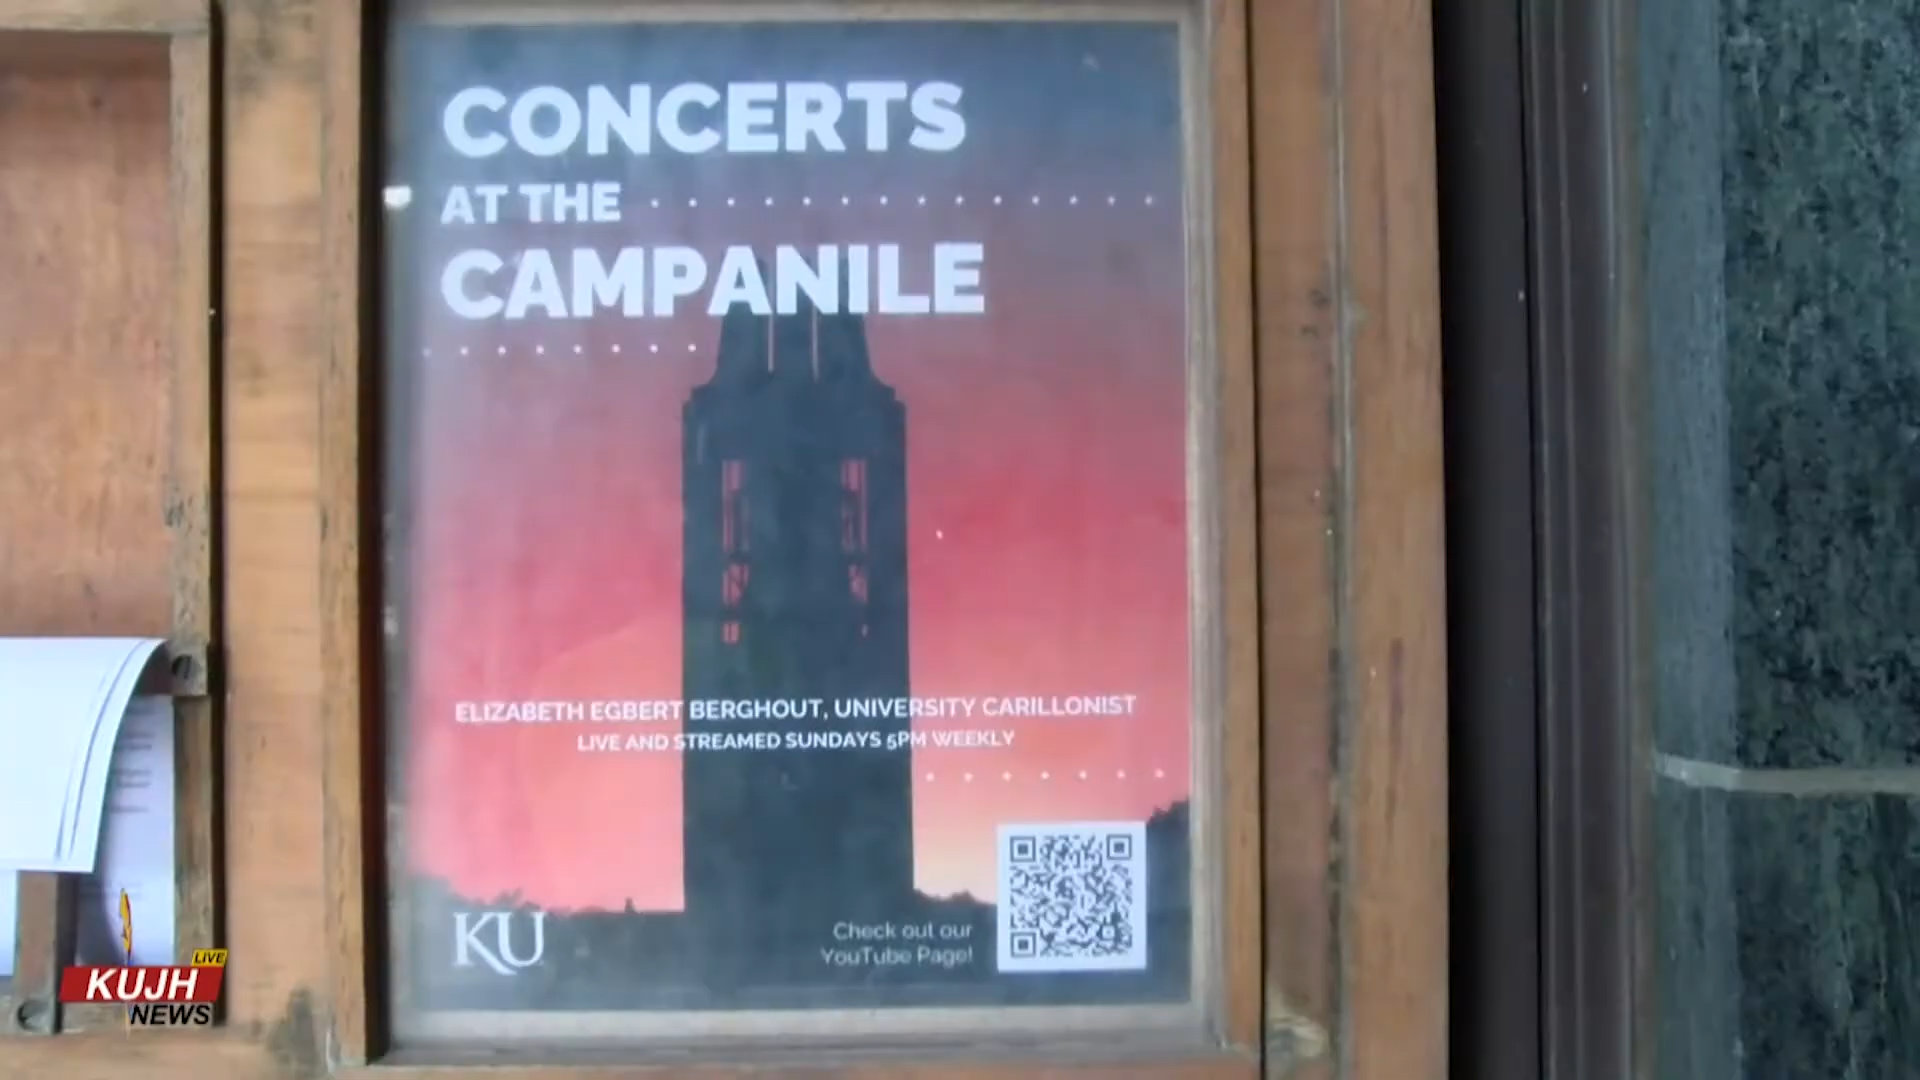 CONCERTS
AT THE
CAMPANILE
ELIZABETH EGBERT BERGHOUT, UNIVERSITY CARILLONIST
LIVE AND STREAMED SUNDAYS 5PM WEEKLY
KU
Check out our
YouTube Page!
LIVE
KUJH
NEWS